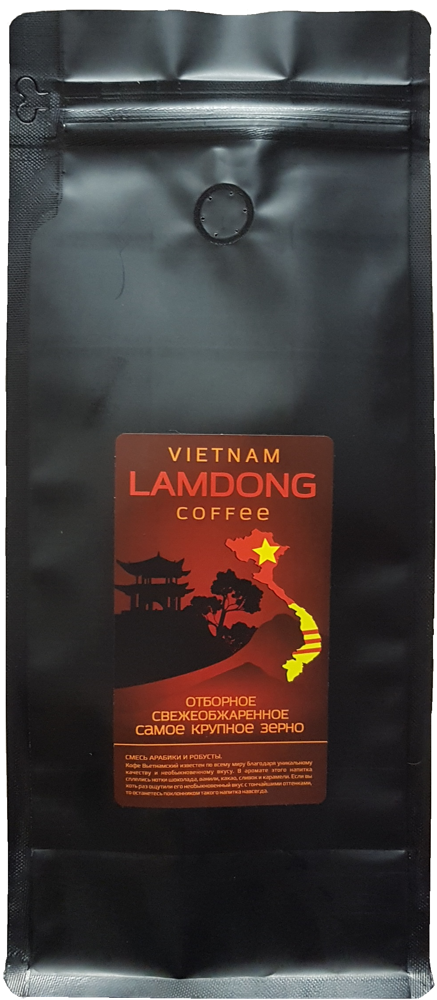 VIETNAM
LAMDONG
COFFee
ОТБОРНОЕ
СВЕЖЕОБЖАРЕННОЕ
самое крупное зерно
СМЕСЬ АРАБИКИ И РОБУСТЫ.
Кофе Вьетнамский известен по всему миру благодаря уникальному
качеству и необыкновенному вкусу. В аромате этого напитка
сплелись нотки шоколада, ванили, какао, сливок и карамели. Если вы
хоть раз ощутили его необыкновенный вкус с тончайшими оттенками,
то останетесь поклонником такого напитка навсегда.